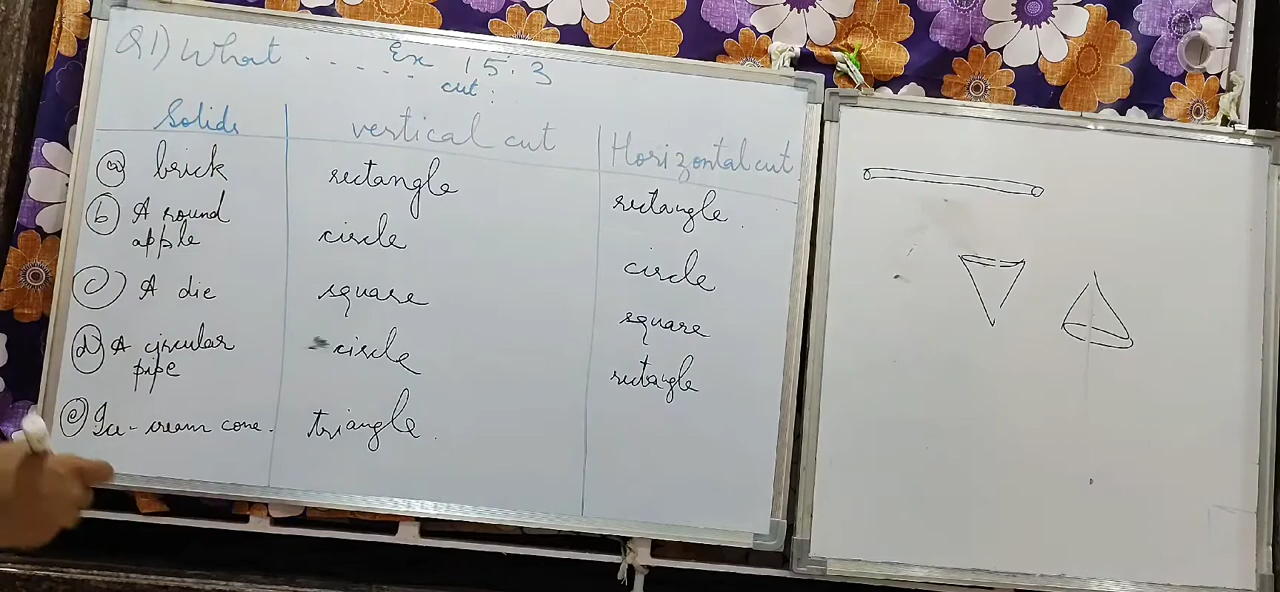 Ex 15.3
Q1) What . . . . . . cut :
Solids vertical cut Horizontal cut
(a) brick rectangle rectangle.
(b) A round apple circle circle
(c) A die square square
(d) A circular pipe circle rectangle
(e) Ice-cream cone. triangle.